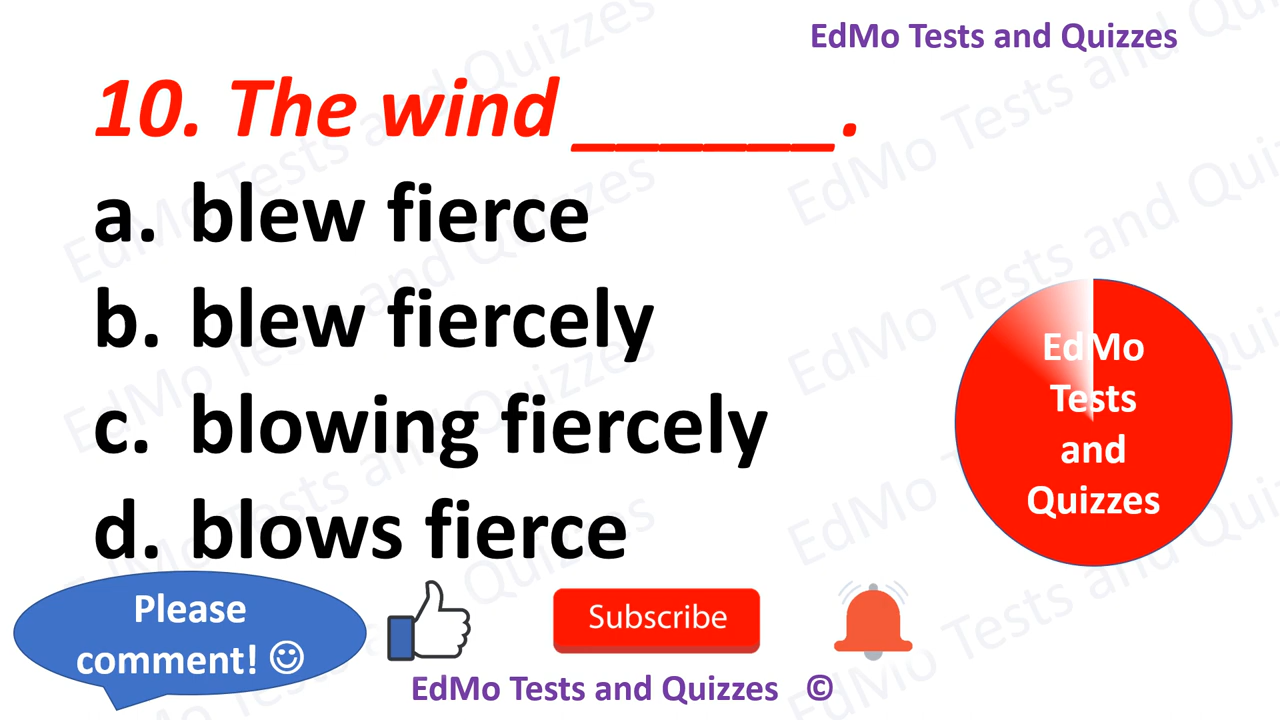 EdMo Tests and Quizzes
10. The wind ______.
a. blew fierce
b. blew fiercely
c. blowing fiercely
d. blows fierce
EdMo
Tests
and
Quizzes
Please
comment! ☺
Subscribe
EdMo Tests and Quizzes ©